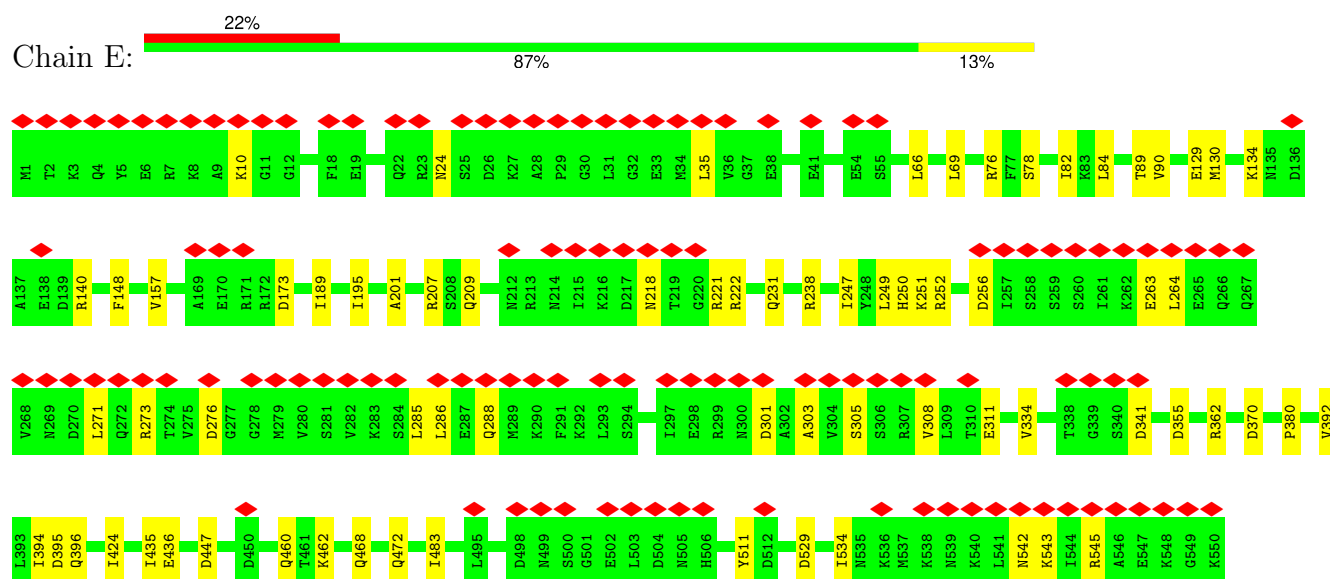 22%
Chain E:
87% 13%
M1 T2 K3 Q4 Y5 E6 R7 K8 A9 K10 G11 G12 F18 E19 Q22 R23 N24 S25 D26 K27 A28 P29 G30 L31 G32 E33 M34 L35 V36 G37 E38 E41 E54 S55 L66 L69 R76 F77 S78 I82 K83 L84 T89 V90 E129 M130 K134 N135 D136
A137 E138 D139 R140 F148 V157 A169 E170 R171 R172 D173 I189 I195 A201 R207 S208 Q209 N212 R213 N214 I215 K216 D217 N218 T219 G220 R221 R222 Q231 R238 I247 Y248 L249 H250 K251 R252 D256 I257 S258 S259 S260 I261 K262 E263 L264 E265 Q266 Q267
V268 N269 D270 L271 Q272 R273 T274 V275 D276 G277 G278 M279 V280 S281 V282 K283 S284 L285 L286 E287 Q288 M289 K290 F291 K292 L293 S294 I297 E298 R299 N300 D301 A302 A303 V304 S305 S306 R307 V308 L309 T310 E311 V334 T338 G339 S340 D341 D355 R362 D370 P380 V392
L393 I394 D395 Q396 I424 I435 E436 D447 D450 Q460 T461 K462 Q468 Q472 I483 L495 D498 N499 S500 G501 E502 L503 D504 N505 H506 Y511 D512 D529 I534 N535 K536 M537 K538 N539 K540 L541 N542 K543 I544 R545 A546 E547 K548 G549 K550